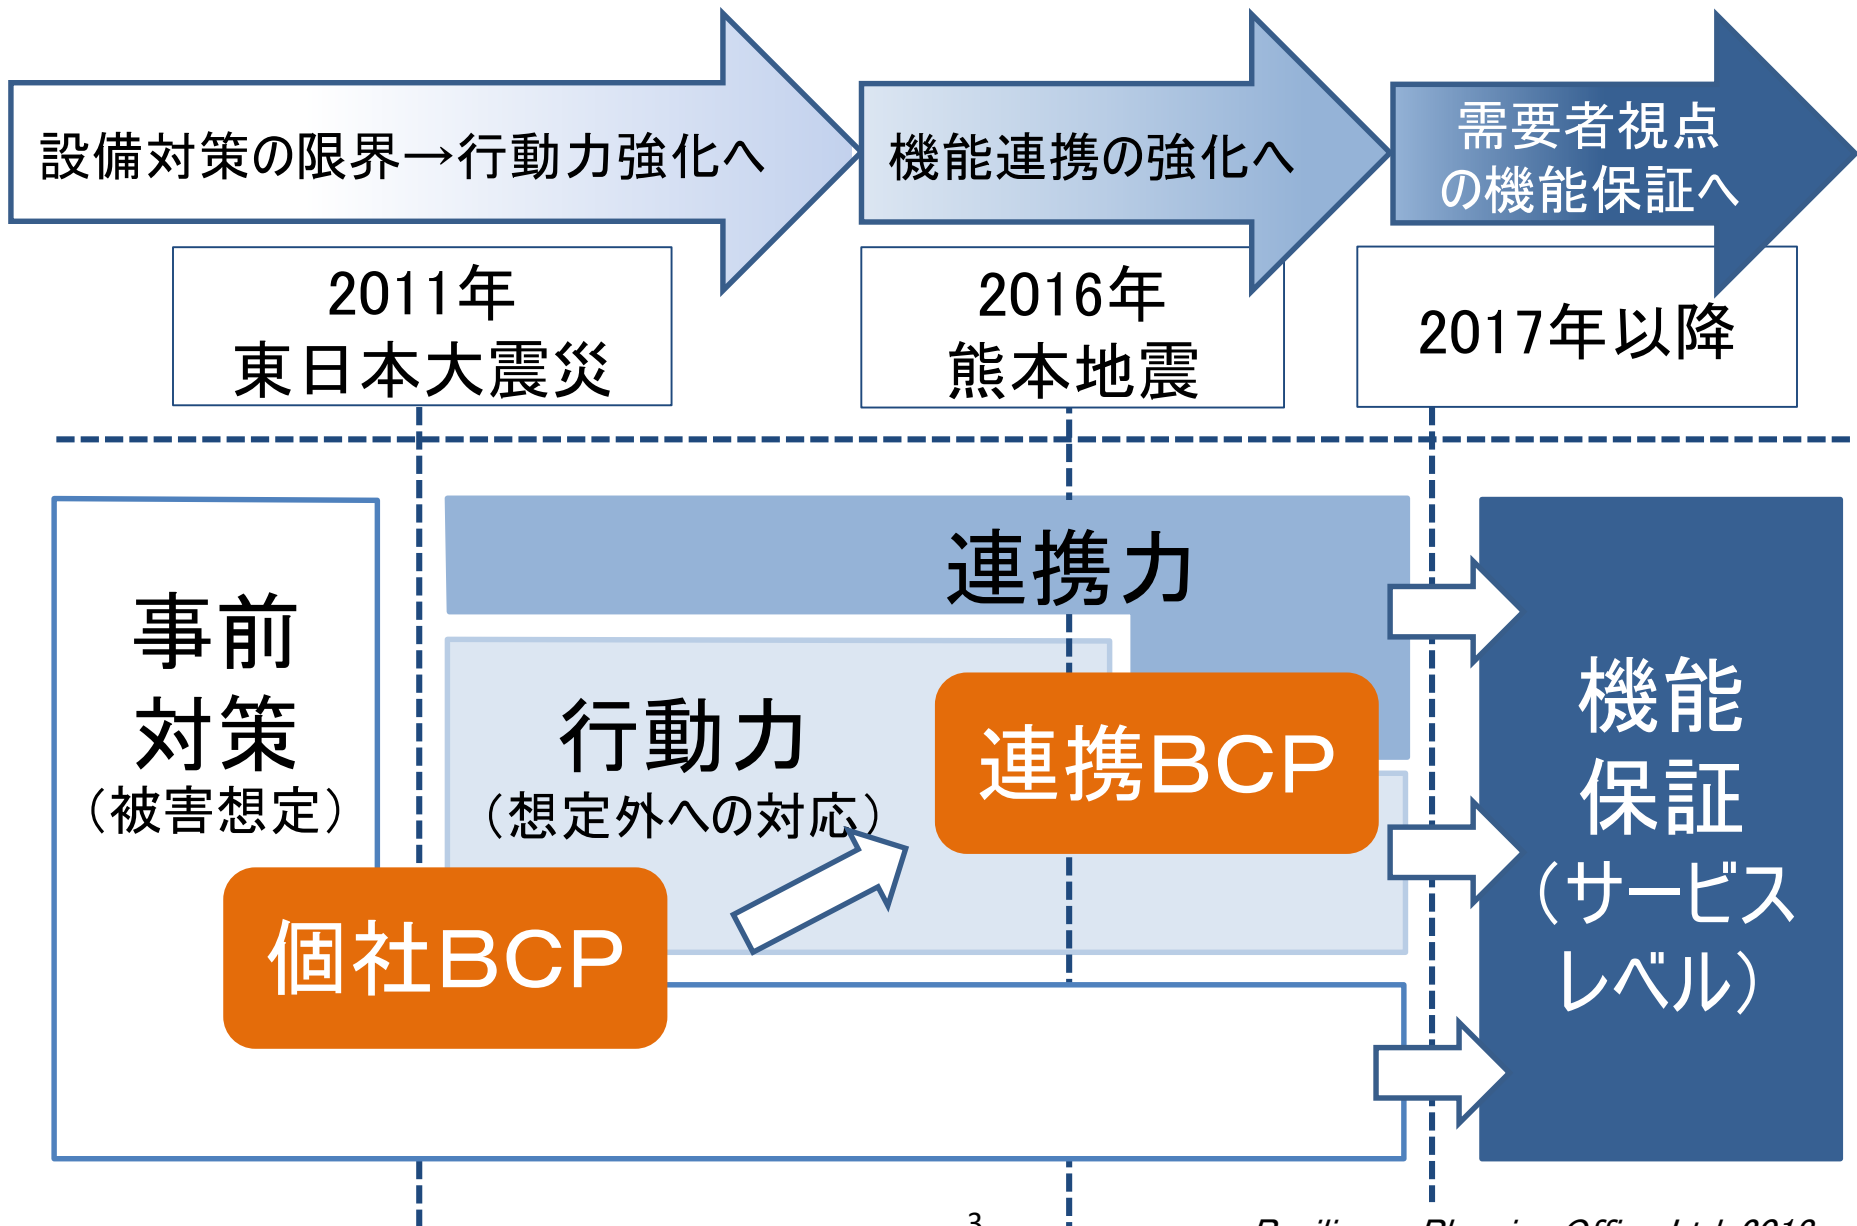 設備対策の限界→行動力強化へ
機能連携の強化へ
需要者視点
の機能保証へ
2011年
東日本大震災
2016年
熊本地震
2017年以降
連携力
事前
対策
（被害想定）
行動力
（想定外への対応）
連携BCP
個社BCP
機能
保証
（サービス
レベル）
3